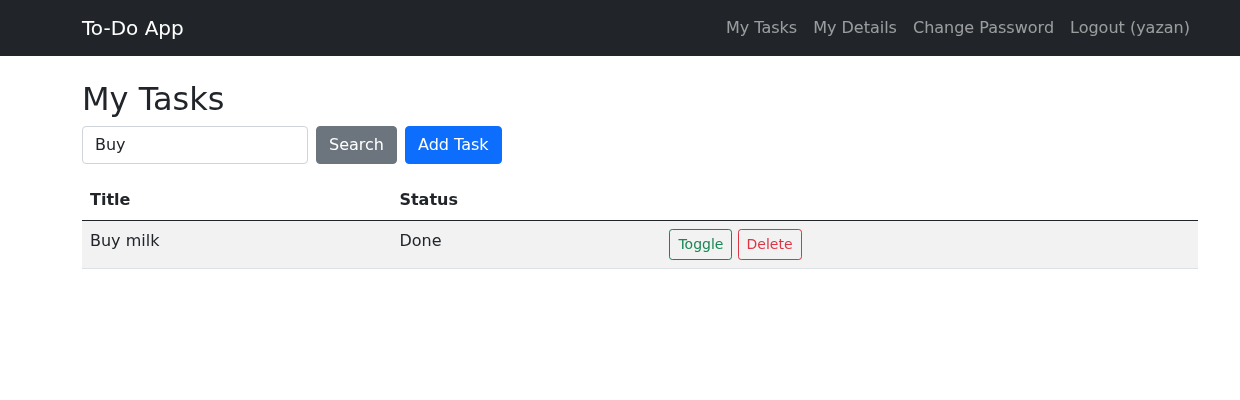 To-Do App My Tasks My Details Change Password Logout (yazan)
My Tasks
Buy Search Add Task
Title Status
Buy milk Done Toggle Delete